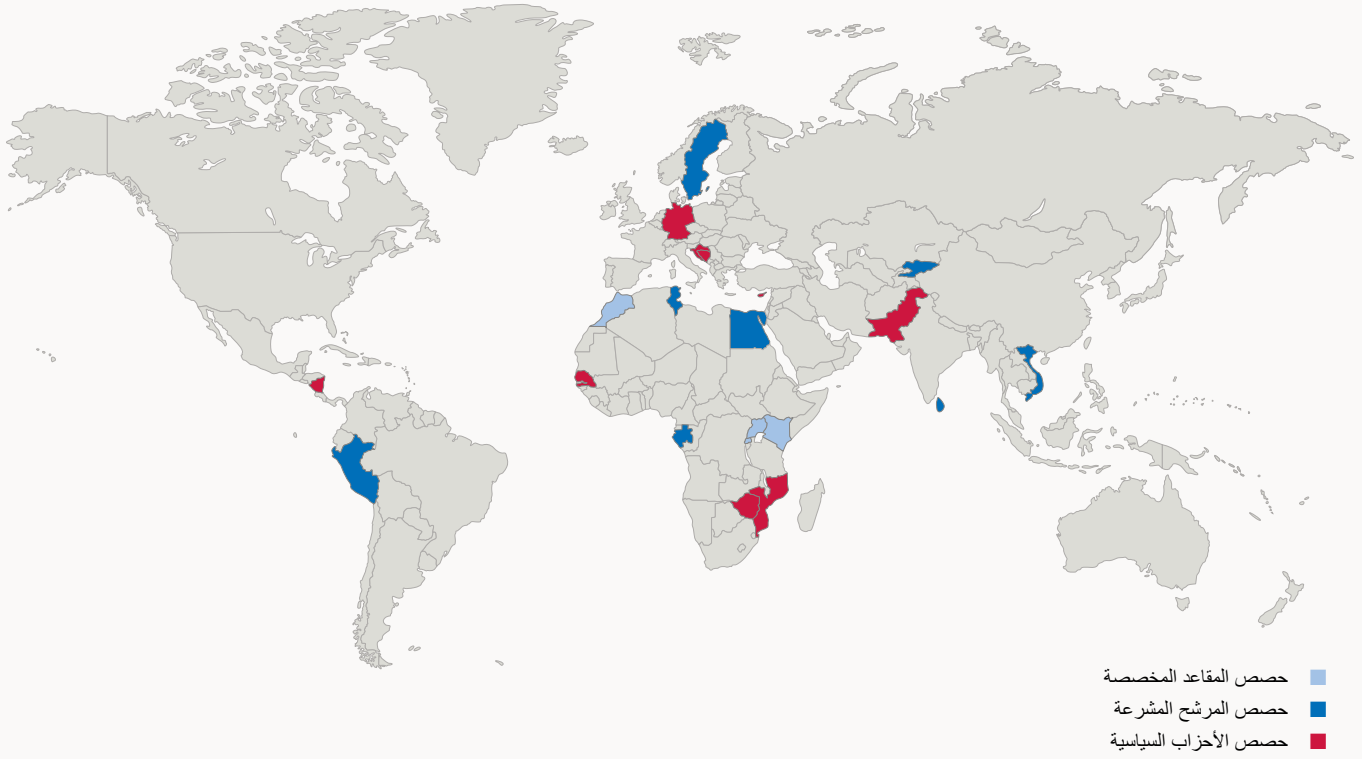 حصص المقاعد المخصصة
حصص المرشح المشرعة
حصص الأحزاب السياسية